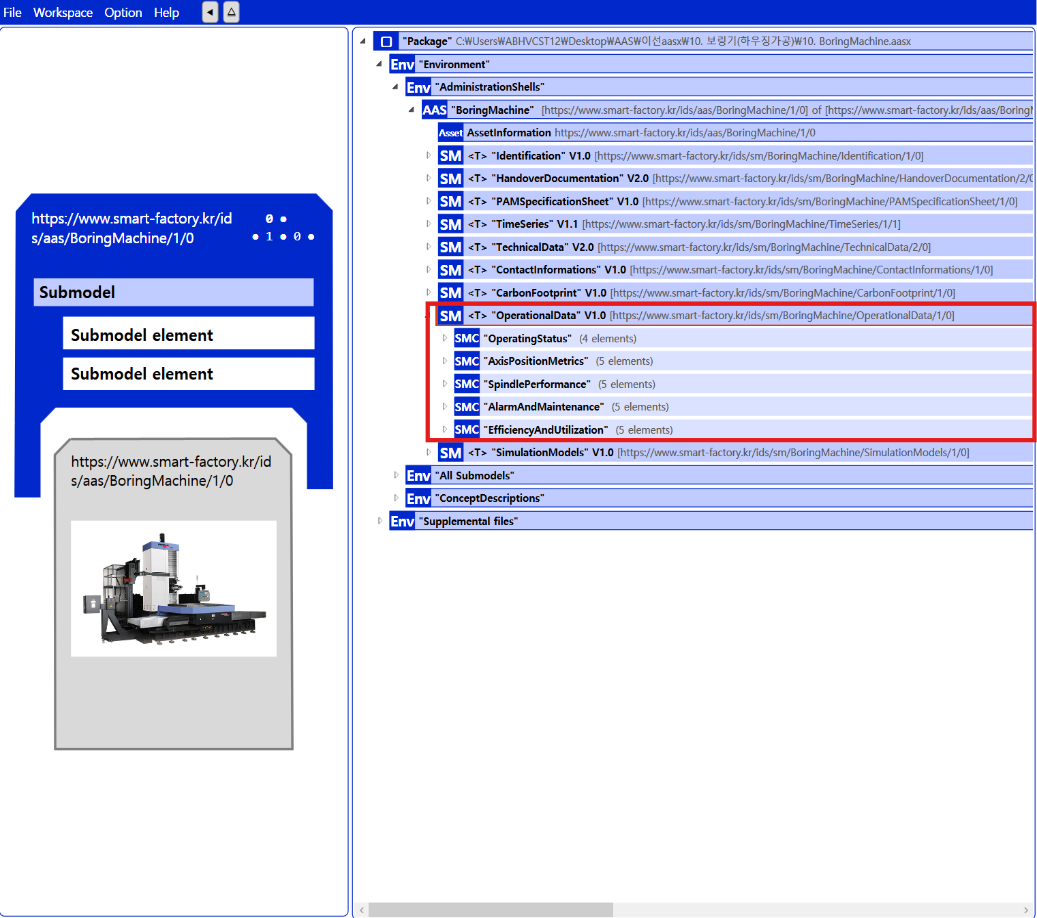 File Workspace Option Help
https://www.smart-factory.kr/id
s/aas/BoringMachine/1/0
Submodel
Submodel element
Submodel element
https://www.smart-factory.kr/id
s/aas/BoringMachine/1/0
"Package" C:₩Users₩ABHVCST12₩Desktop₩AAS₩이선aasx₩10. 보링기(하우징가공)₩10. BoringMachine.aasx
Env "Environment"
Env "AdministrationShells"
AAS "BoringMachine" [https://www.smart-factory.kr/ids/aas/BoringMachine/1/0] of [https://www.smart-factory.kr/ids/aas/Boring
Asset AssetInformation https://www.smart-factory.kr/ids/aas/BoringMachine/1/0
SM <T> "Identification" V1.0 [https://www.smart-factory.kr/ids/sm/BoringMachine/Identification/1/0]
SM <T> "HandoverDocumentation" V2.0 [https://www.smart-factory.kr/ids/sm/BoringMachine/HandoverDocumentation/2/0
SM <T> "PAMSpecificationSheet" V1.0 [https://www.smart-factory.kr/ids/sm/BoringMachine/PAMSpecificationSheet/1/0]
SM <T> "TimeSeries" V1.1 [https://www.smart-factory.kr/ids/sm/BoringMachine/TimeSeries/1/1]
SM <T> "TechnicalData" V2.0 [https://www.smart-factory.kr/ids/sm/BoringMachine/TechnicalData/2/0]
SM <T> "ContactInformations" V1.0 [https://www.smart-factory.kr/ids/sm/BoringMachine/ContactInformations/1/0]
SM <T> "CarbonFootprint" V1.0 [https://www.smart-factory.kr/ids/sm/BoringMachine/CarbonFootprint/1/0]
SM <T> "OperationalData" V1.0 [https://www.smart-factory.kr/ids/sm/BoringMachine/OperationalData/1/0]
SMC "OperatingStatus" (4 elements)
SMC "AxisPositionMetrics" (5 elements)
SMC "SpindlePerformance" (5 elements)
SMC "AlarmAndMaintenance" (5 elements)
SMC "EfficiencyAndUtilization" (5 elements)
SM <T> "SimulationModels" V1.0 [https://www.smart-factory.kr/ids/sm/BoringMachine/SimulationModels/1/0]
Env "All Submodels"
Env "ConceptDescriptions"
Env "Supplemental files"